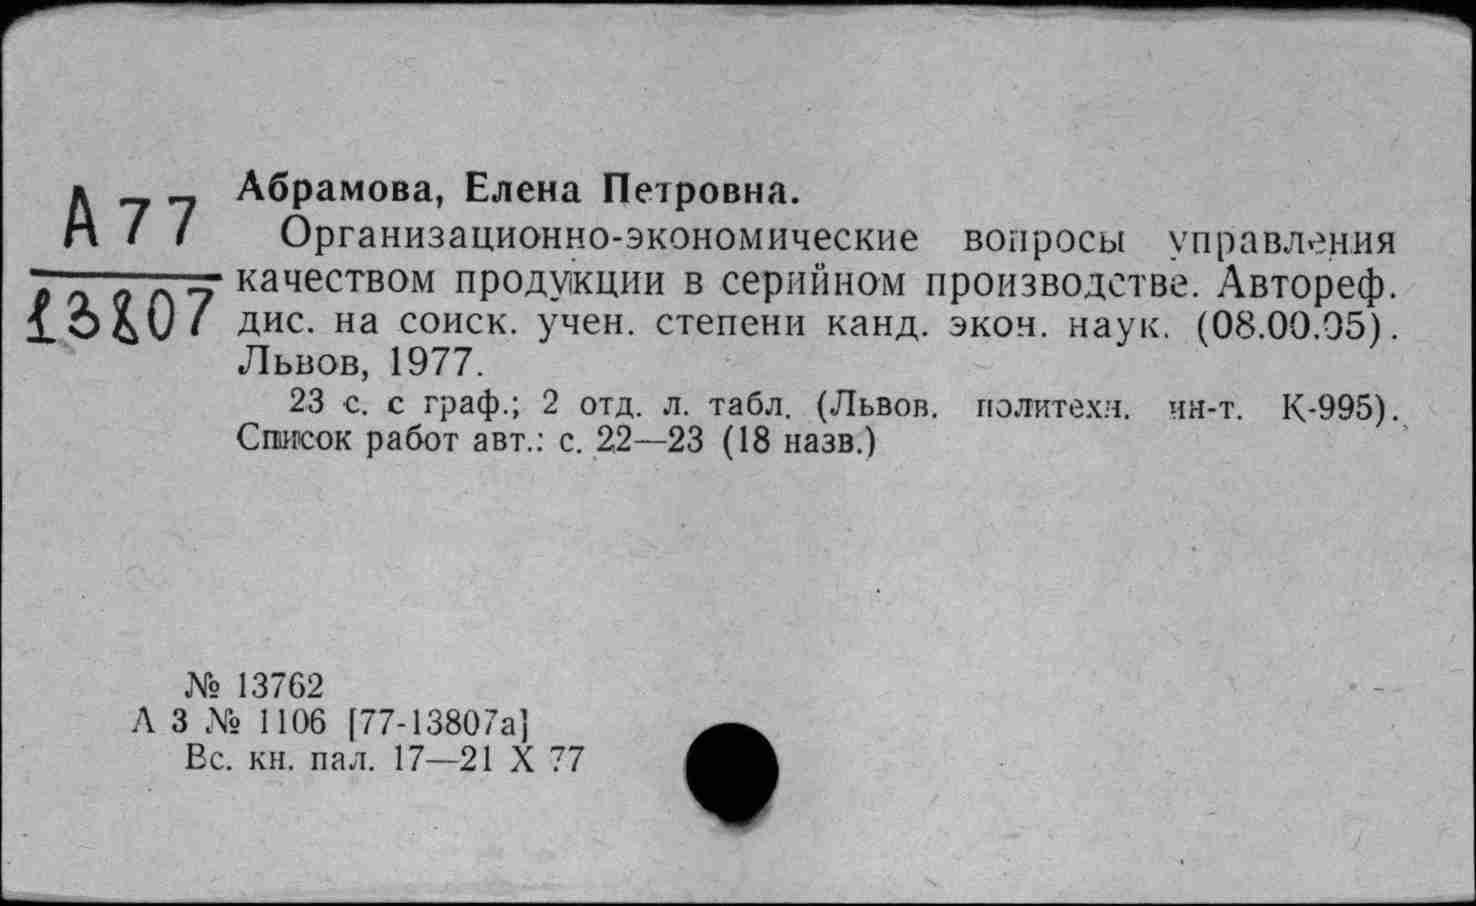 А77
13807
Абрамова, Елена Петровна.
Организационно-экономические вопросы управления
качеством продукции в серийном производстве. Автореф.
дис. на соиск. учен. степени канд. экон. наук. (08.00.05).
Львов, 1977.
23 с. с граф.; 2 отд. л. табл. (Львов. политехн. ин-т. К-995).
Список работ авт.: с. 22—23 (18 назв.)
№ 13762
Л 3 № 1106 [77-13807а]
Вс. кн. пал. 17—21 X 77